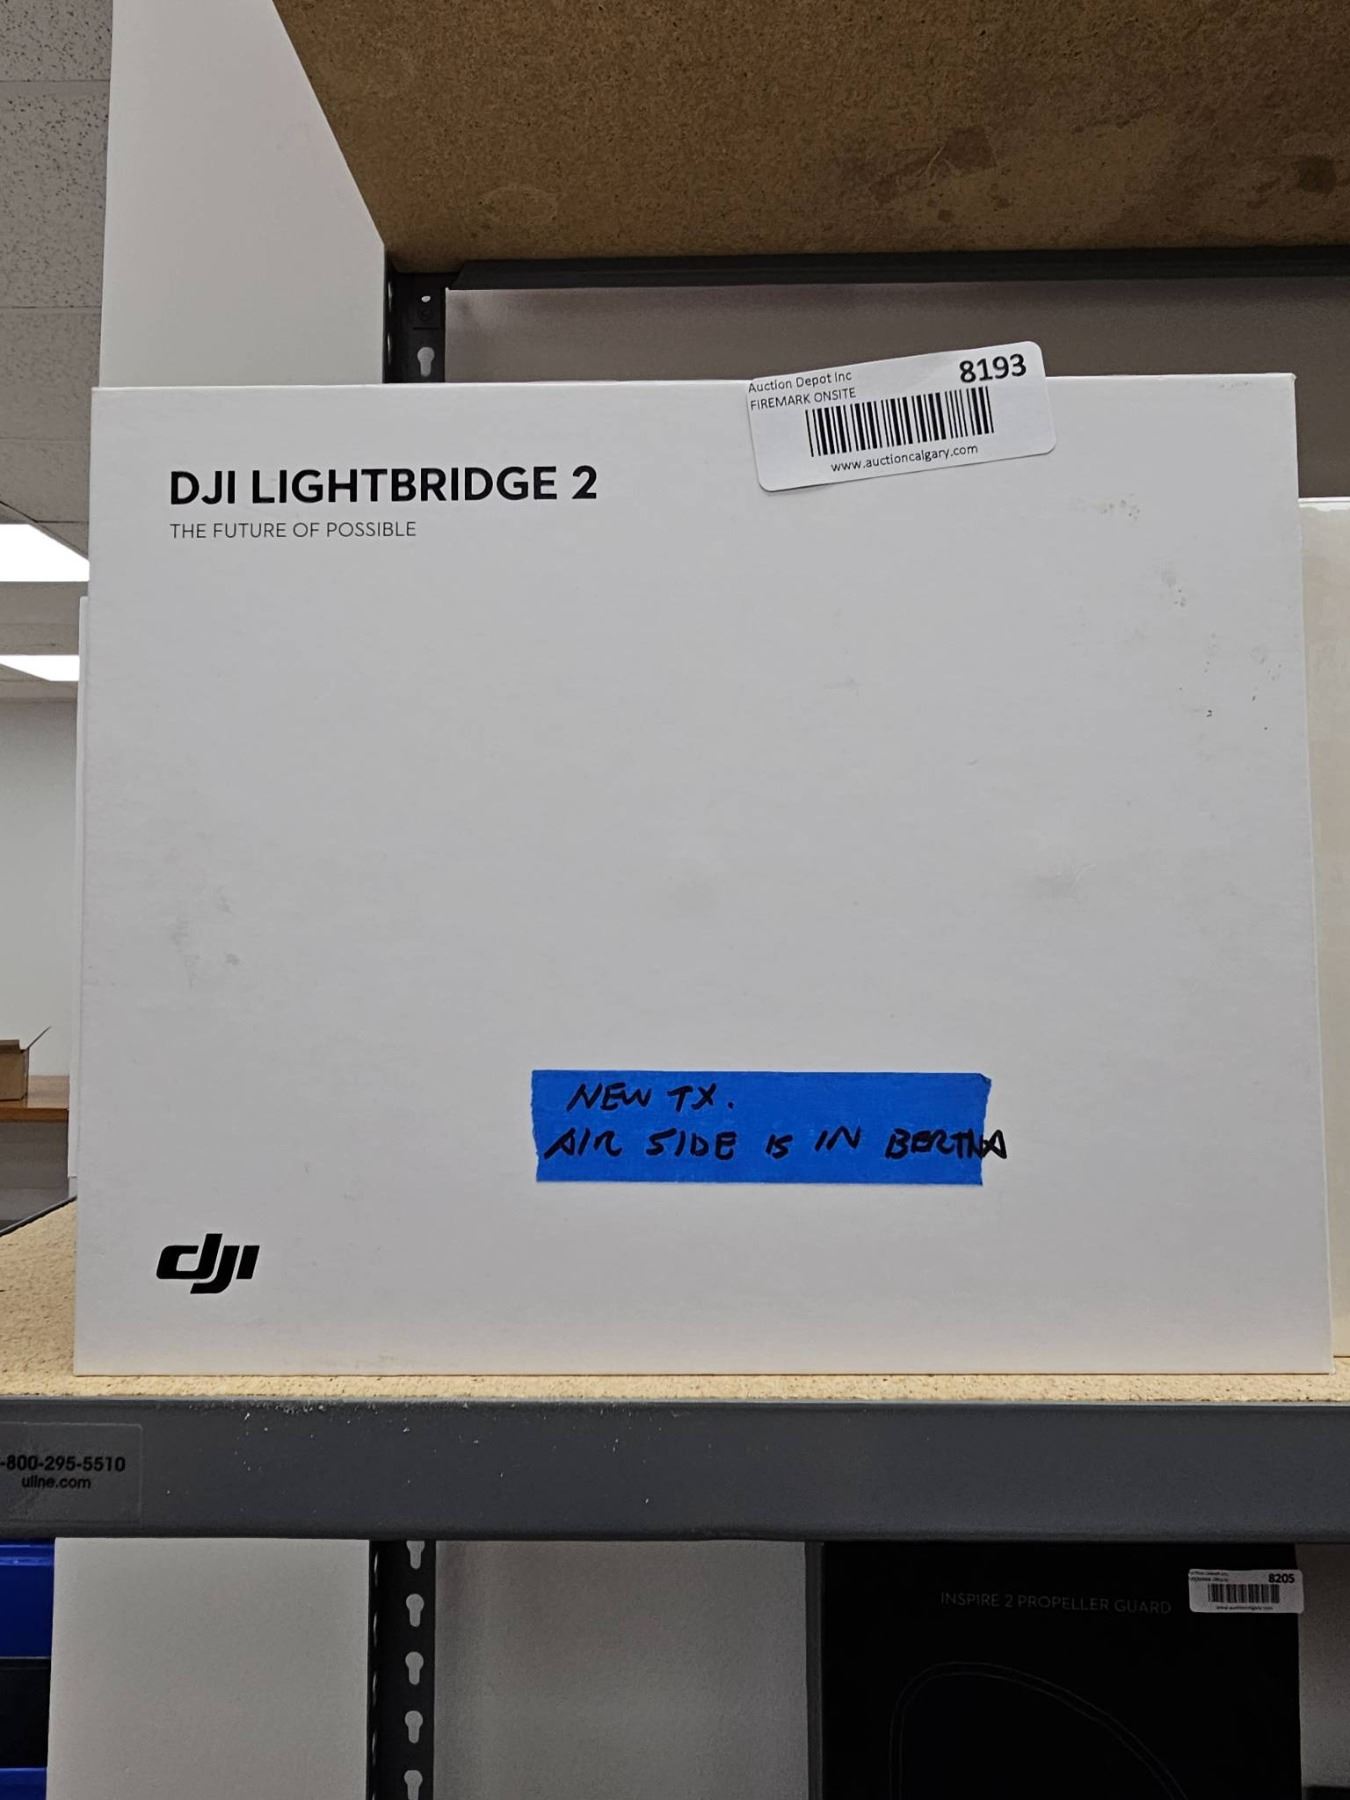 Auction Depot Inc
8193
FIREMARK ONSITE
www.auctioncalgary.com
DJI LIGHTBRIDGE 2
THE FUTURE OF POSSIBLE
NEW TX.
AIR SIDE IS IN BERTHA
dji
-800-295-5510
uline.com
8205
INSPIRE 2 PROPELLER GUARD